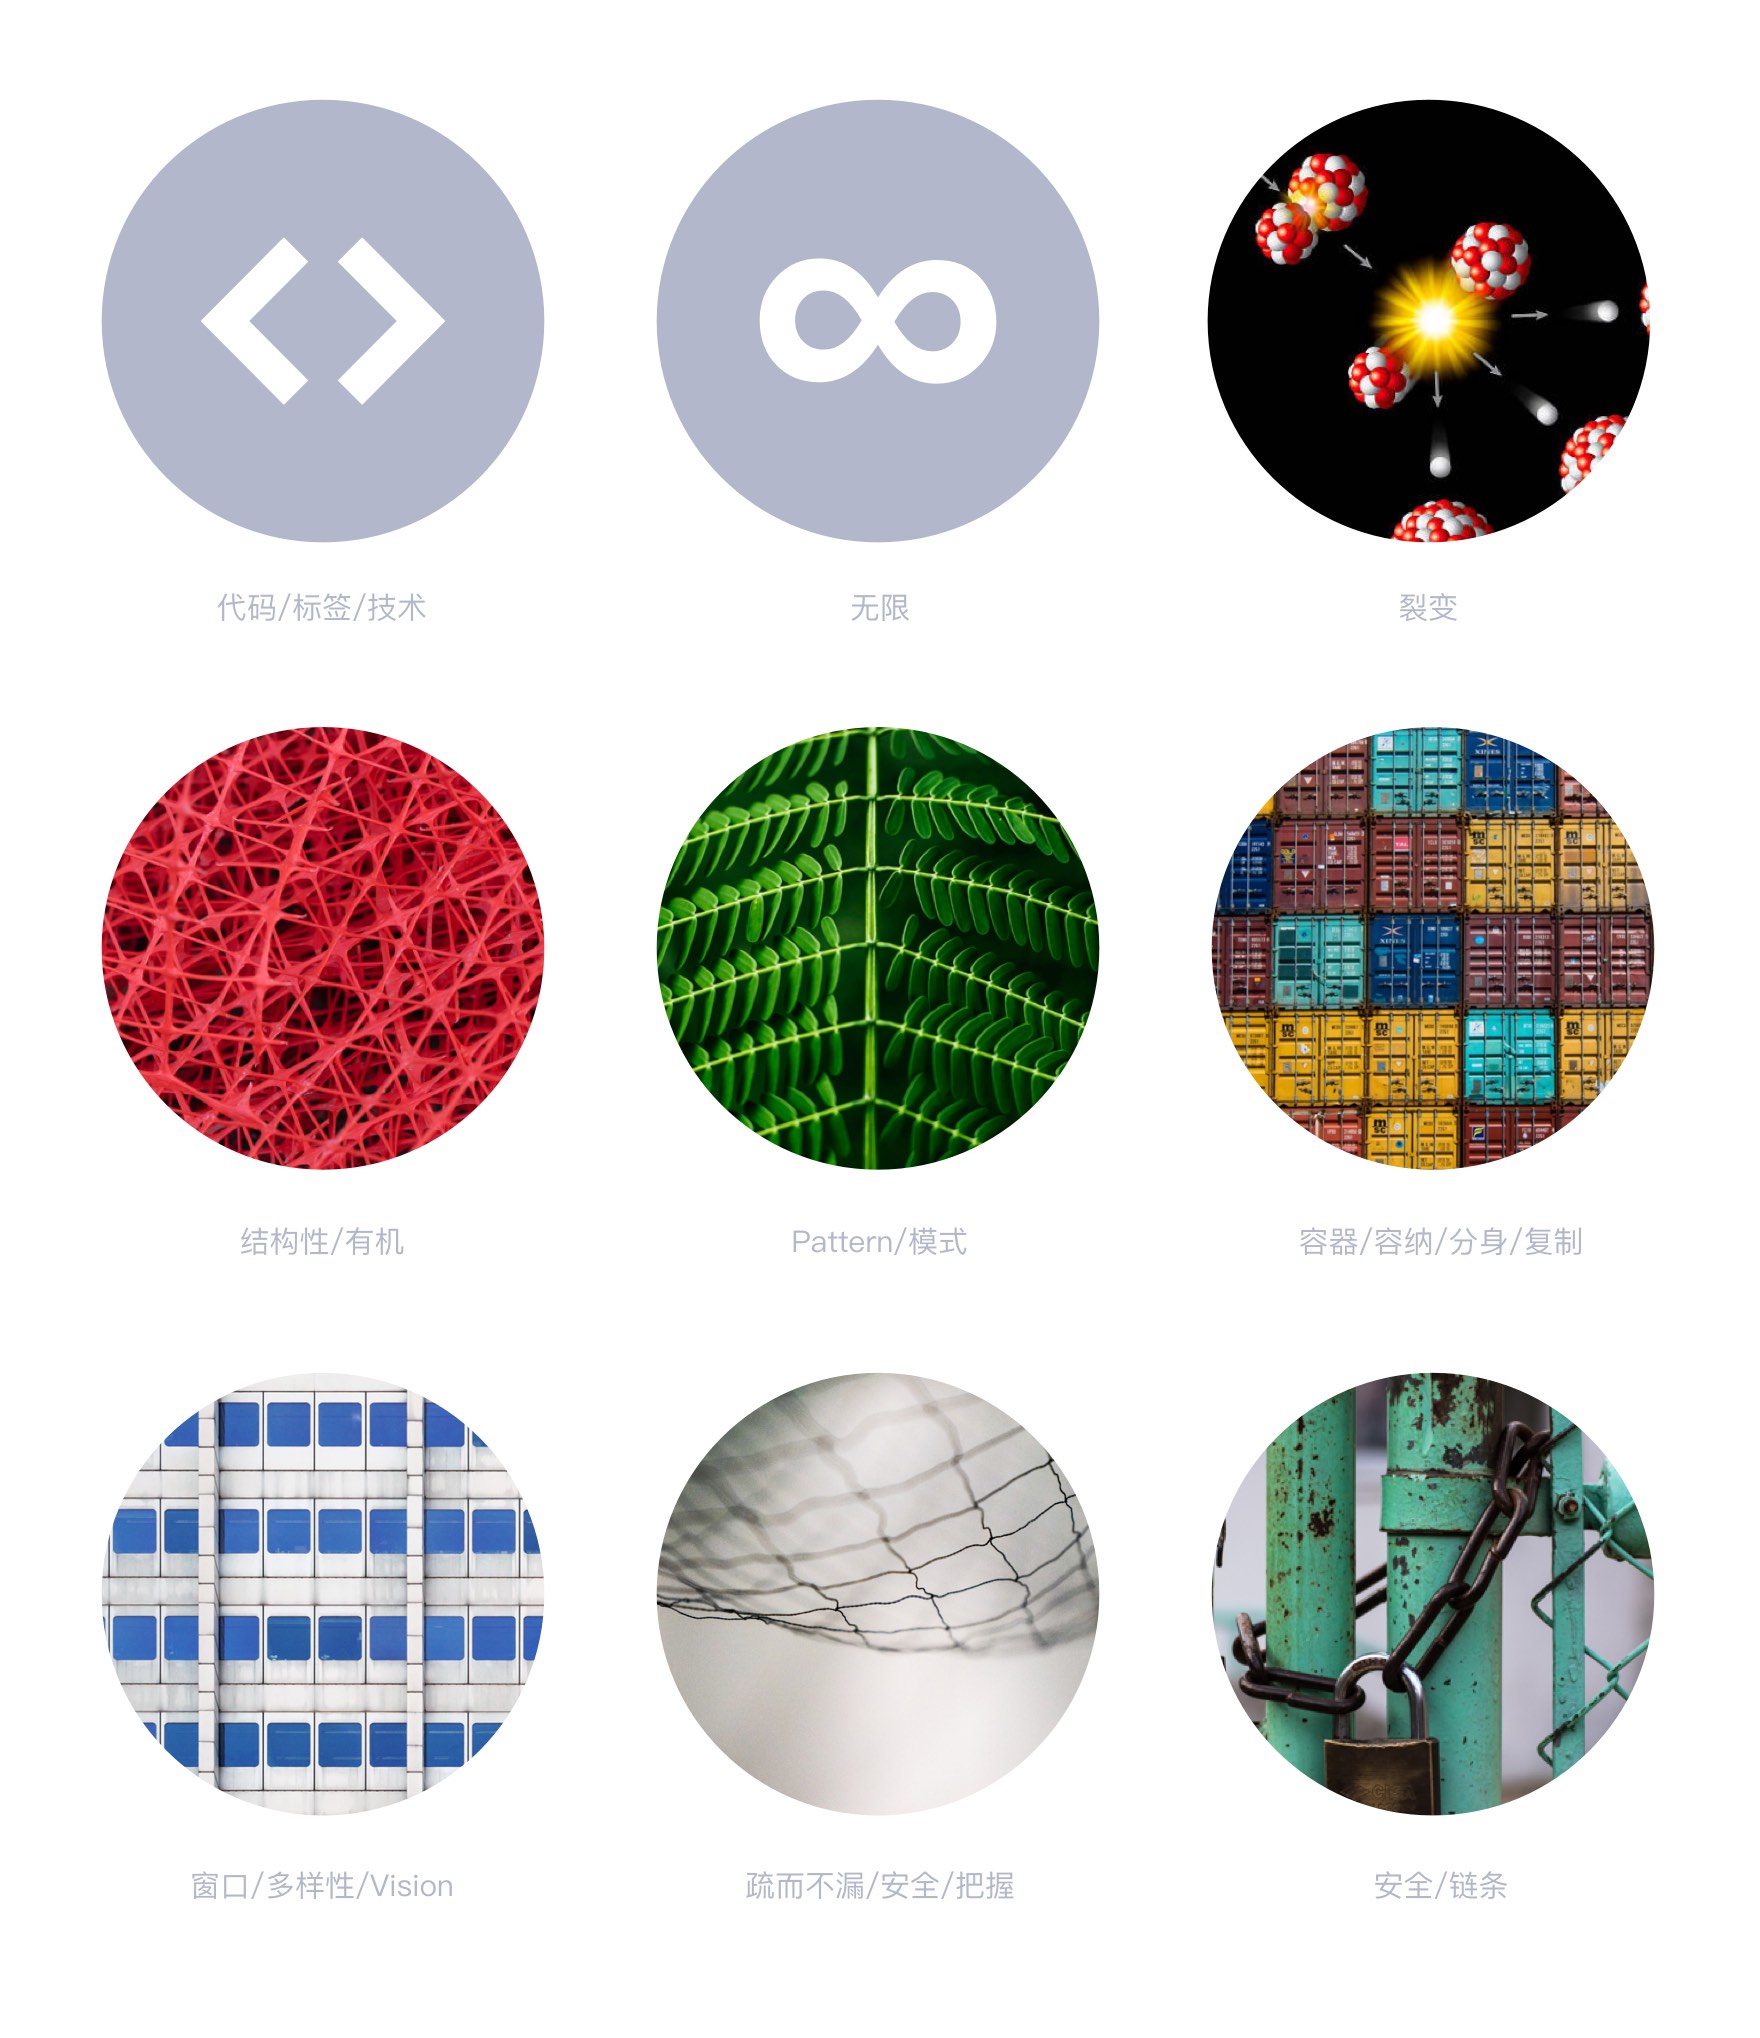 代码/标签/技术
无限
裂变
结构性/有机
Pattern/模式
容器/容纳/分身/复制
窗口/多样性/Vision
疏而不漏/安全/把握
安全/链条